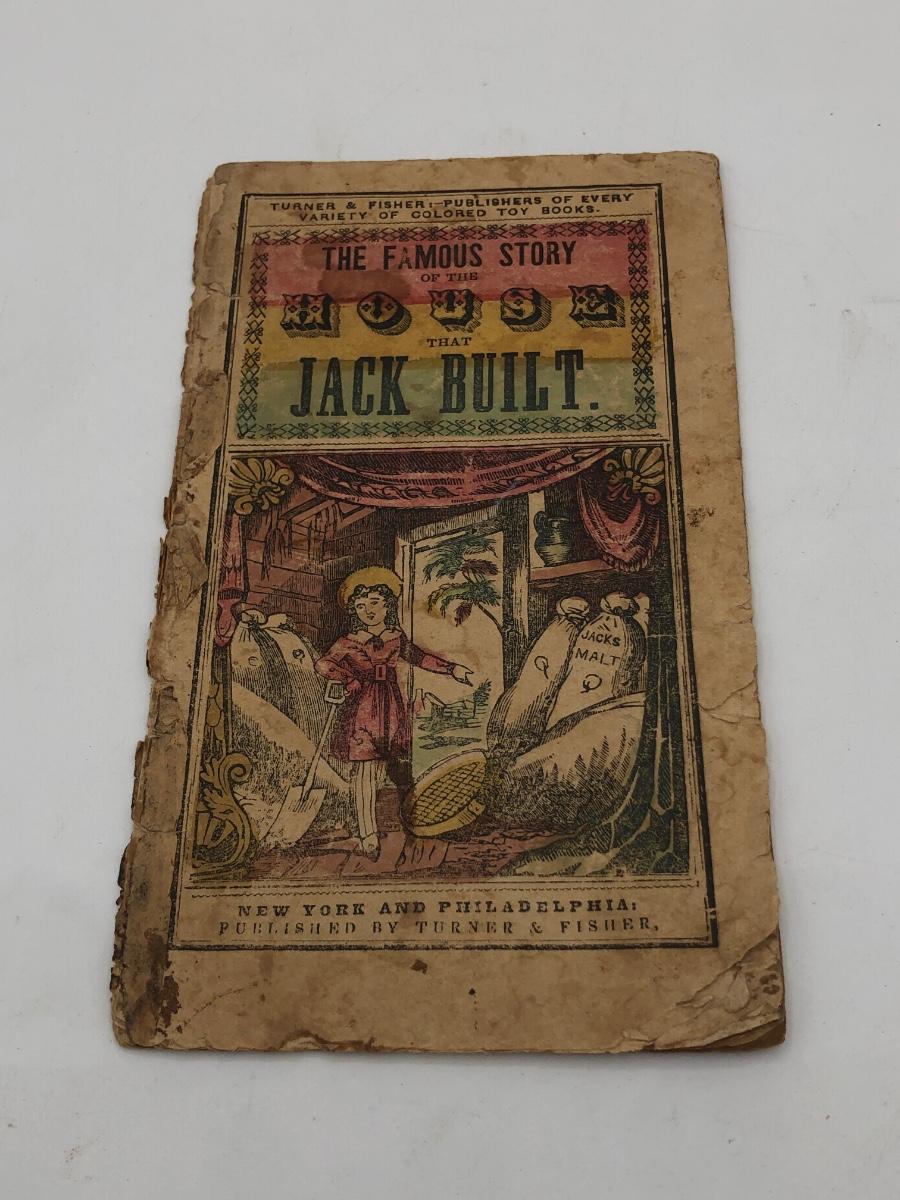 TURNER & FISHER:—PUBLISHERS OF EVERY
VARIETY OF COLORED TOY BOOKS.
THE FAMOUS STORY
OF THE
HOUSE
THAT
JACK BUILT.
JACKS
MALT
NEW YORK AND PHILADELPHIA:
PUBLISHED BY TURNER & FISHER,